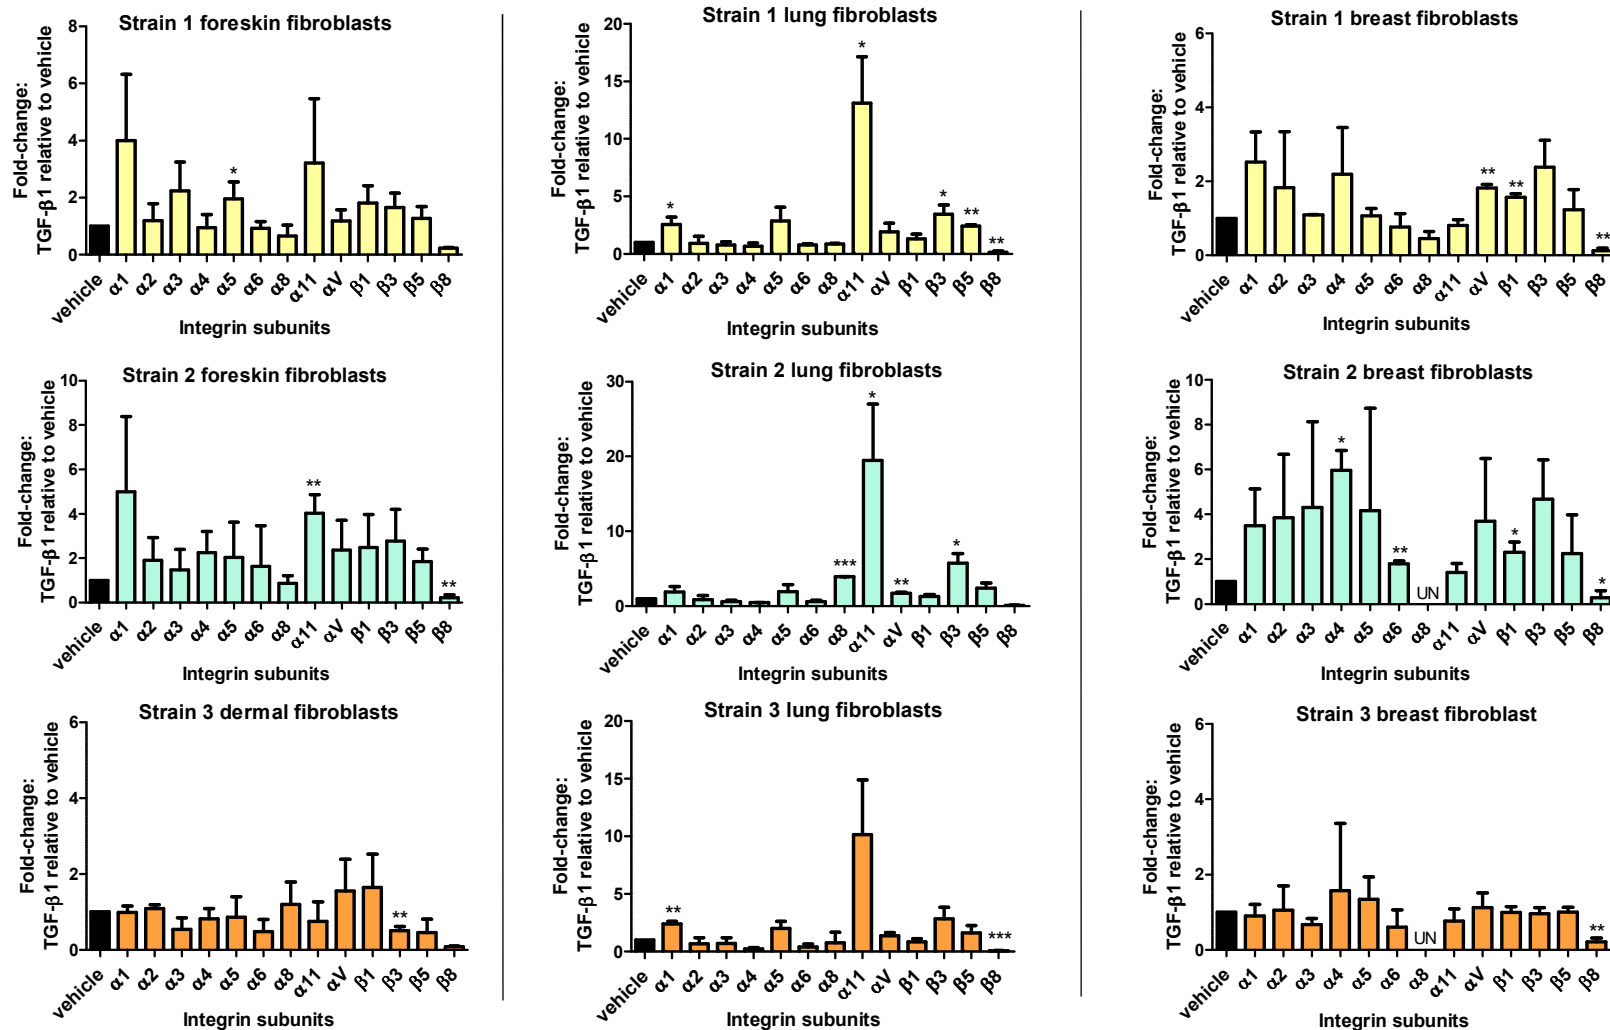 Strain 1 foreskin fibroblasts
Fold-change:
TGF-β1 relative to vehicle
8
6
4
2
0
*
vehicle α1 α2 α3 α4 α5 α6 α8 α11 αV β1 β3 β5 β8
Integrin subunits
Strain 1 lung fibroblasts
Fold-change:
TGF-β1 relative to vehicle
20
15
10
5
0
* * * ** **
vehicle α1 α2 α3 α4 α5 α6 α8 α11 αV β1 β3 β5 β8
Integrin subunits
Strain 1 breast fibroblasts
Fold-change:
TGF-β1 relative to vehicle
6
4
2
0
** ** **
vehicle α1 α2 α3 α4 α5 α6 α8 α11 αV β1 β3 β5 β8
Integrin subunits
Strain 2 foreskin fibroblasts
Fold-change:
TGF-β1 relative to vehicle
10
8
6
4
2
0
** **
vehicle α1 α2 α3 α4 α5 α6 α8 α11 αV β1 β3 β5 β8
Integrin subunits
Strain 2 lung fibroblasts
Fold-change:
TGF-β1 relative to vehicle
30
20
10
0
*** * ** *
vehicle α1 α2 α3 α4 α5 α6 α8 α11 αV β1 β3 β5 β8
Integrin subunits
Strain 2 breast fibroblasts
Fold-change:
TGF-β1 relative to vehicle
10
8
6
4
2
0
* ** UN * *
vehicle α1 α2 α3 α4 α5 α6 α8 α11 αV β1 β3 β5 β8
Integrin subunits
Strain 3 dermal fibroblasts
Fold-change:
TGF-β1 relative to vehicle
6
4
2
0
**
vehicle α1 α2 α3 α4 α5 α6 α8 α11 αV β1 β3 β5 β8
Integrin subunits
Strain 3 lung fibroblasts
Fold-change:
TGF-β1 relative to vehicle
20
15
10
5
0
** ***
vehicle α1 α2 α3 α4 α5 α6 α8 α11 αV β1 β3 β5 β8
Integrin subunits
Strain 3 breast fibroblast
Fold-change:
TGF-β1 relative to vehicle
6
4
2
0
UN **
vehicle α1 α2 α3 α4 α5 α6 α8 α11 αV β1 β3 β5 β8
Integrin subunits